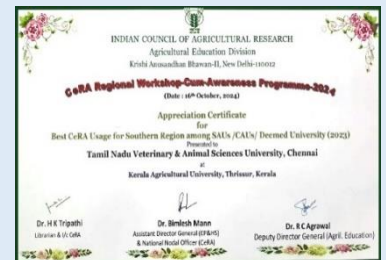 INDIAN COUNCIL OF AGRICULTURAL RESEARCH
Agricultural Education Division
Krishi Anusandhan Bhawan-II, New Delhi-110012
CeRA Regional Workshop-Cum-Awareness Programme-2024
(Date : 16th October, 2024)
Appreciation Certificate
for
Best CeRA Usage for Southern Region among SAUs /CAUs/ Deemed University (2023)
Presented to
Tamil Nadu Veterinary & Animal Sciences University, Chennai
at
Kerala Agricultural University, Thrissur, Kerala
Dr. H K Tripathi
Librarian & I/c CeRA
Dr. Bimlesh Mann
Assistant Director General (EP&HS)
& National Nodal Officer (CeRA)
Dr. R C Agrawal
Deputy Director General (Agril. Education)